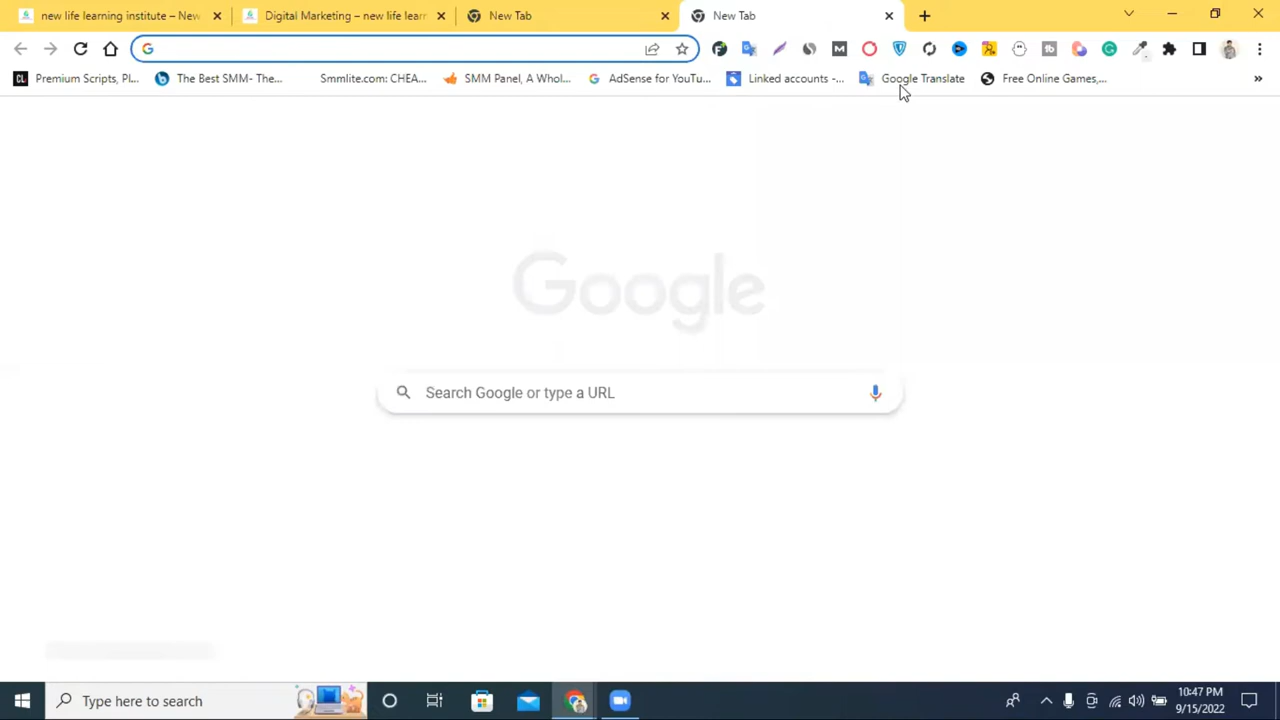 new life learning institute – New
Digital Marketing – new life learn
New Tab
New Tab
Premium Scripts, Pl...
The Best SMM- The...
Smmlite.com: CHEA...
SMM Panel, A Whol...
AdSense for YouTu...
Linked accounts -...
Google Translate
Free Online Games,...
Google
Search Google or type a URL
Type here to search
10:47 PM
9/15/2022